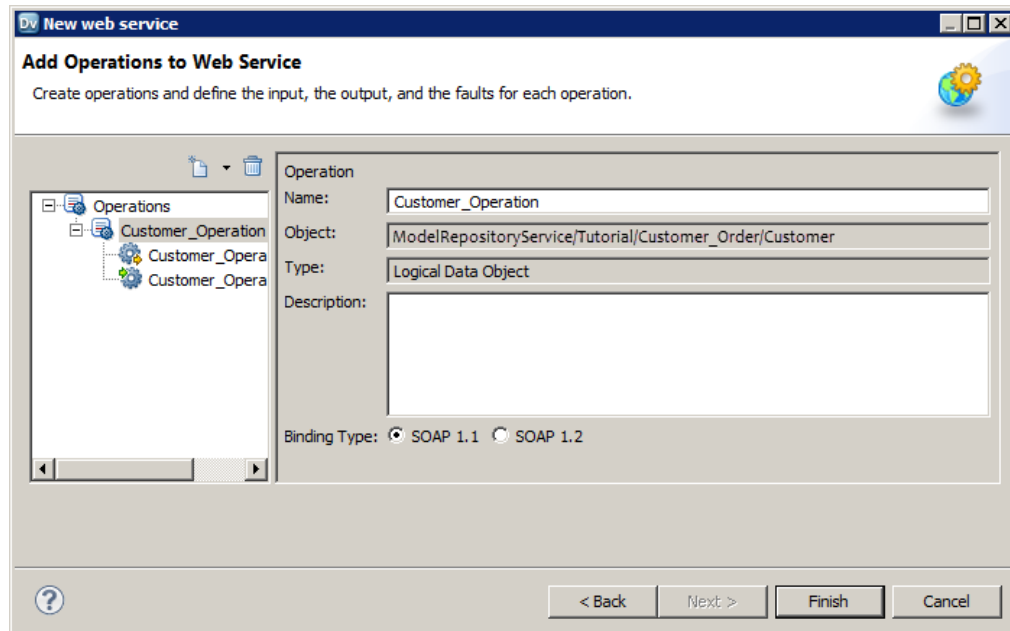 Dv New web service
Add Operations to Web Service
Create operations and define the input, the output, and the faults for each operation.
Operations
Customer_Operation
Customer_Opera
Customer_Opera
Operation
Name: Customer_Operation
Object: ModelRepositoryService/Tutorial/Customer_Order/Customer
Type: Logical Data Object
Description:
Binding Type: SOAP 1.1 SOAP 1.2
?
< Back Next > Finish Cancel